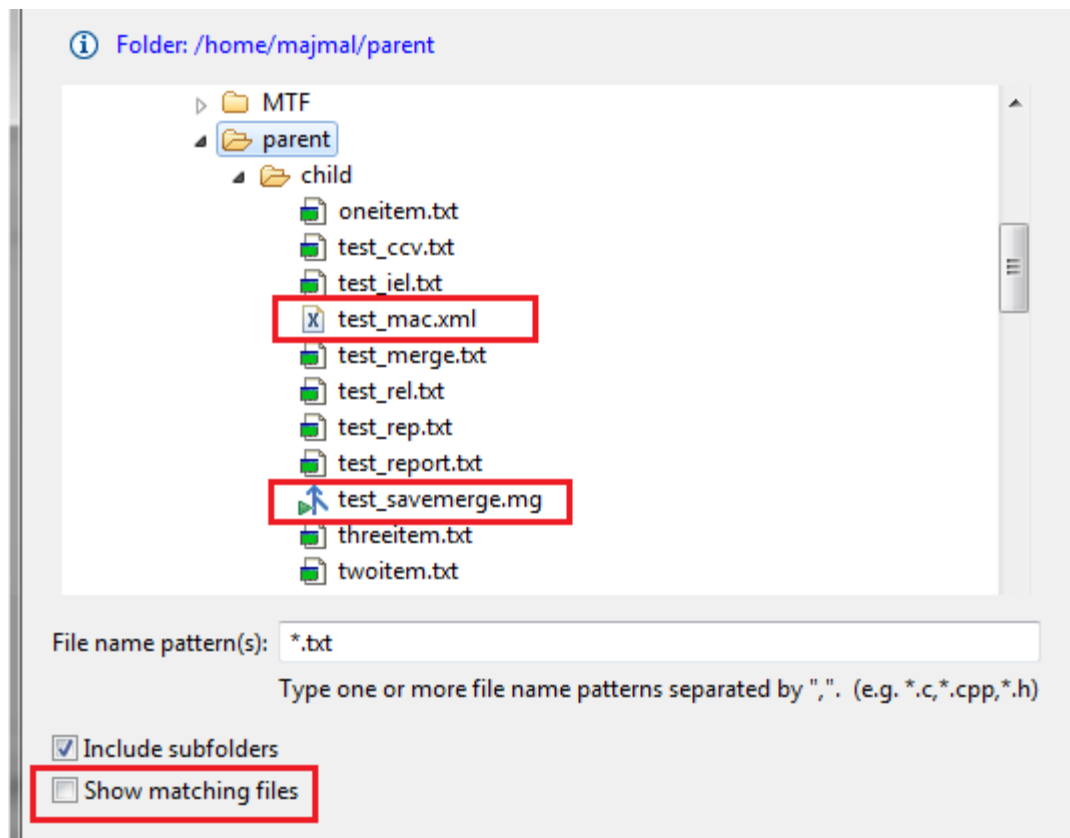 Folder: /home/majmal/parent
MTF
parent
child
oneitem.txt
test_ccv.txt
test_iel.txt
test_mac.xml
test_merge.txt
test_rel.txt
test_rep.txt
test_report.txt
test_savemerge.mg
threeitem.txt
twoitem.txt
File name pattern(s): *.txt
Type one or more file name patterns separated by ",". (e.g. *.c,*.cpp,*.h)
Include subfolders
Show matching files